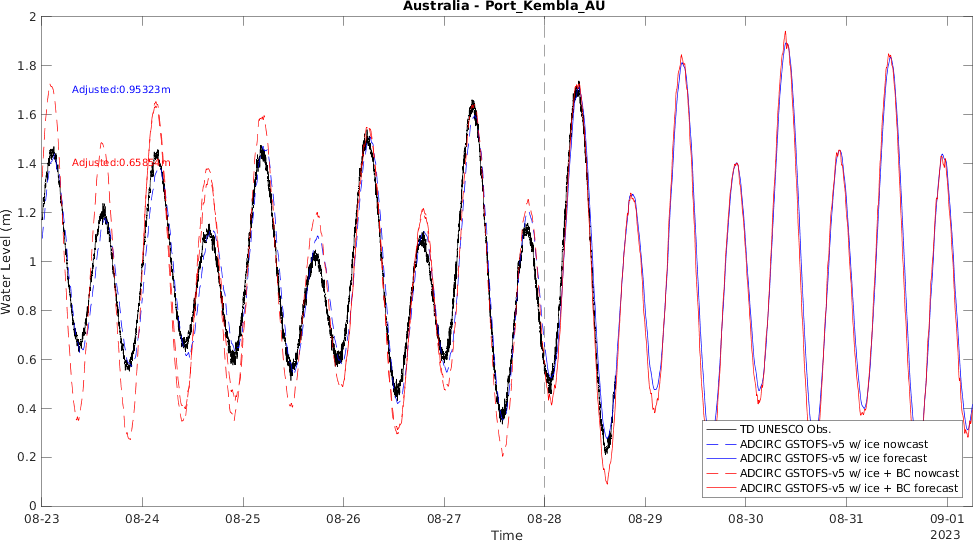 Australia - Port_Kembla_AU
2
1.8
1.6
1.4
1.2
1
0.8
0.6
0.4
0.2
0
Water Level (m)
Adjusted:0.95323m
TD UNESCO Obs.
ADCIRC GSTOFS-v5 w/ ice nowcast
ADCIRC GSTOFS-v5 w/ ice forecast
ADCIRC GSTOFS-v5 w/ ice + BC nowcast
ADCIRC GSTOFS-v5 w/ ice + BC forecast
08-23
08-24
08-25
08-26
08-27
08-28
08-29
08-30
08-31
09-01
2023
Time